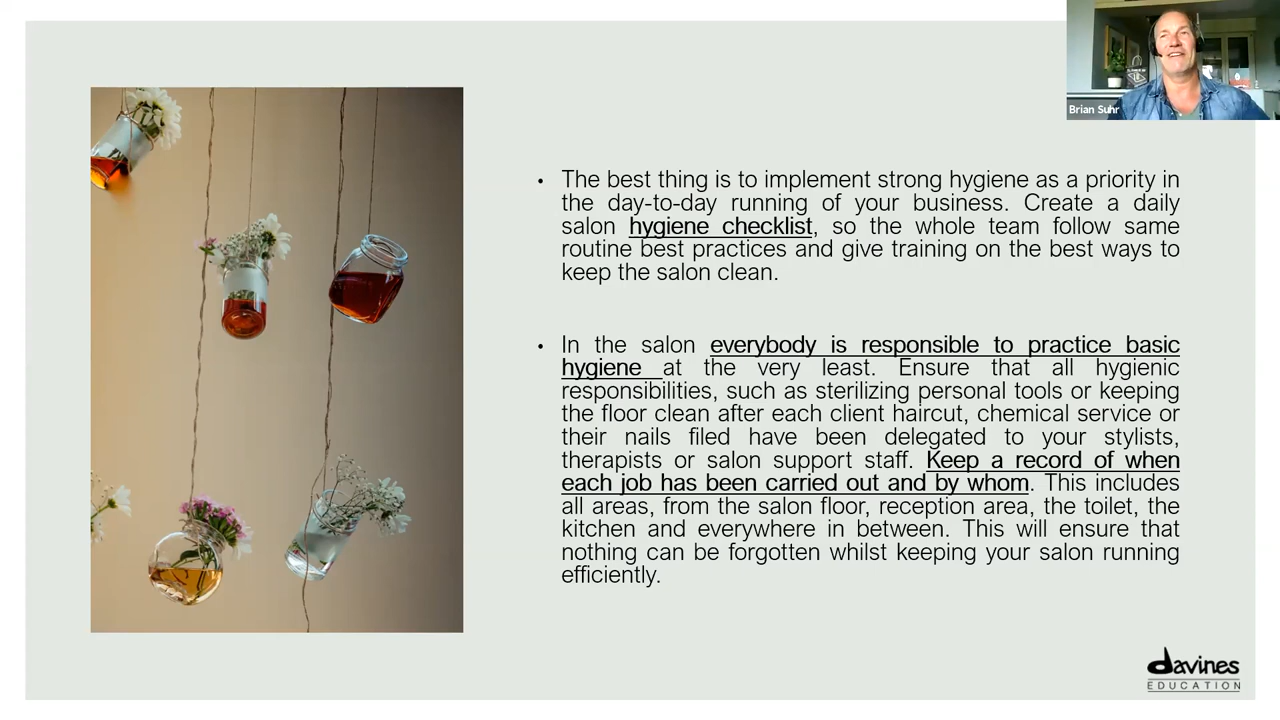 Brian Suhr
• The best thing is to implement strong hygiene as a priority in
the day-to-day running of your business. Create a daily
salon hygiene checklist, so the whole team follow same
routine best practices and give training on the best ways to
keep the salon clean.
• In the salon everybody is responsible to practice basic
hygiene at the very least. Ensure that all hygienic
responsibilities, such as sterilizing personal tools or keeping
the floor clean after each client haircut, chemical service or
their nails filed have been delegated to your stylists,
therapists or salon support staff. Keep a record of when
each job has been carried out and by whom. This includes
all areas, from the salon floor, reception area, the toilet, the
kitchen and everywhere in between. This will ensure that
nothing can be forgotten whilst keeping your salon running
efficiently.
davines
EDUCATION